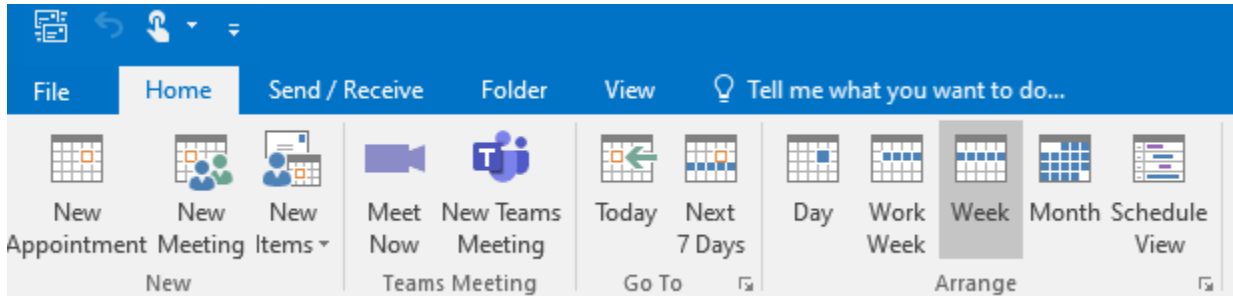 File Home Send / Receive Folder View Tell me what you want to do...
New Appointment
New Meeting
New Items
Meet Now
New Teams Meeting
Today
Next 7 Days
Day
Work Week
Week
Month
Schedule View
New
Teams Meeting
Go To
Arrange